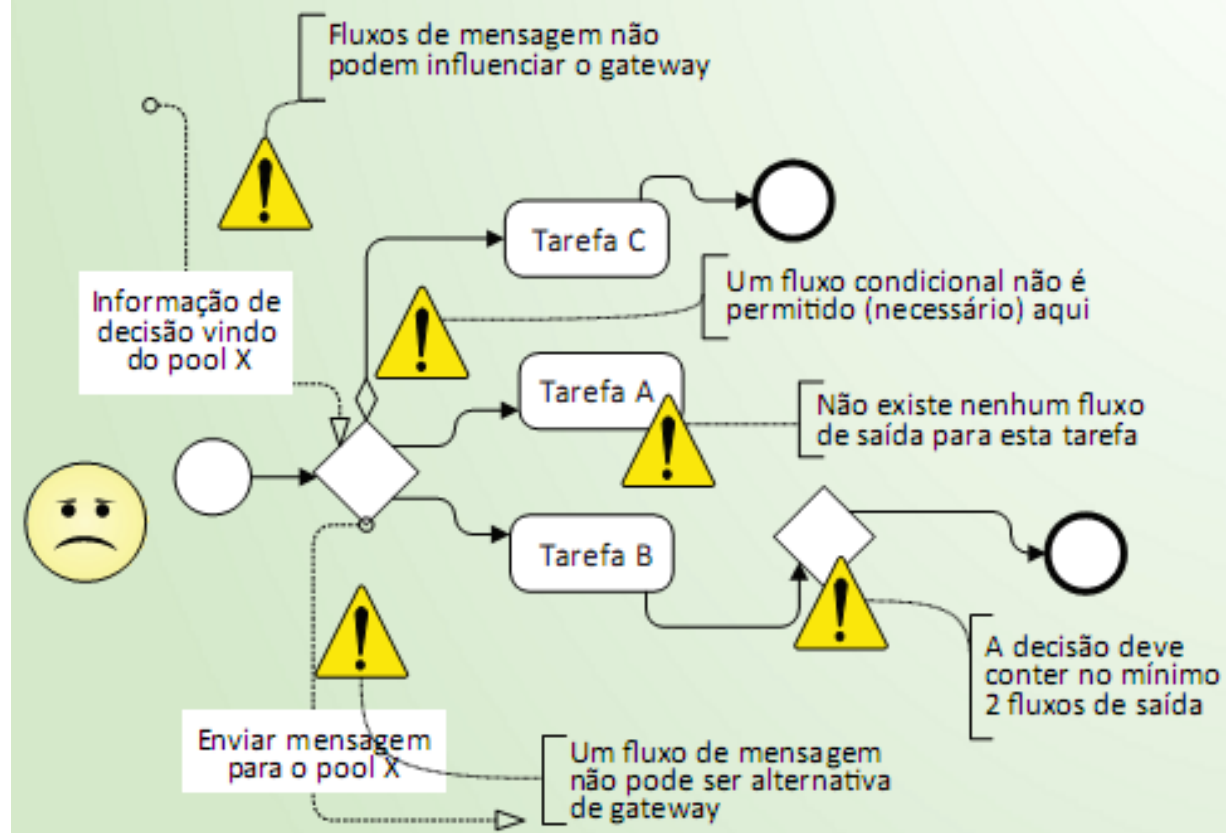 Fluxos de mensagem não
podem influenciar o gateway
Tarefa C
Um fluxo condicional não é
permitido (necessário) aqui
Informação de
decisão vindo
do pool X
Tarefa A
Não existe nenhum fluxo
de saída para esta tarefa
Tarefa B
A decisão deve
conter no mínimo
2 fluxos de saída
Enviar mensagem
para o pool X
Um fluxo de mensagem
não pode ser alternativa
de gateway